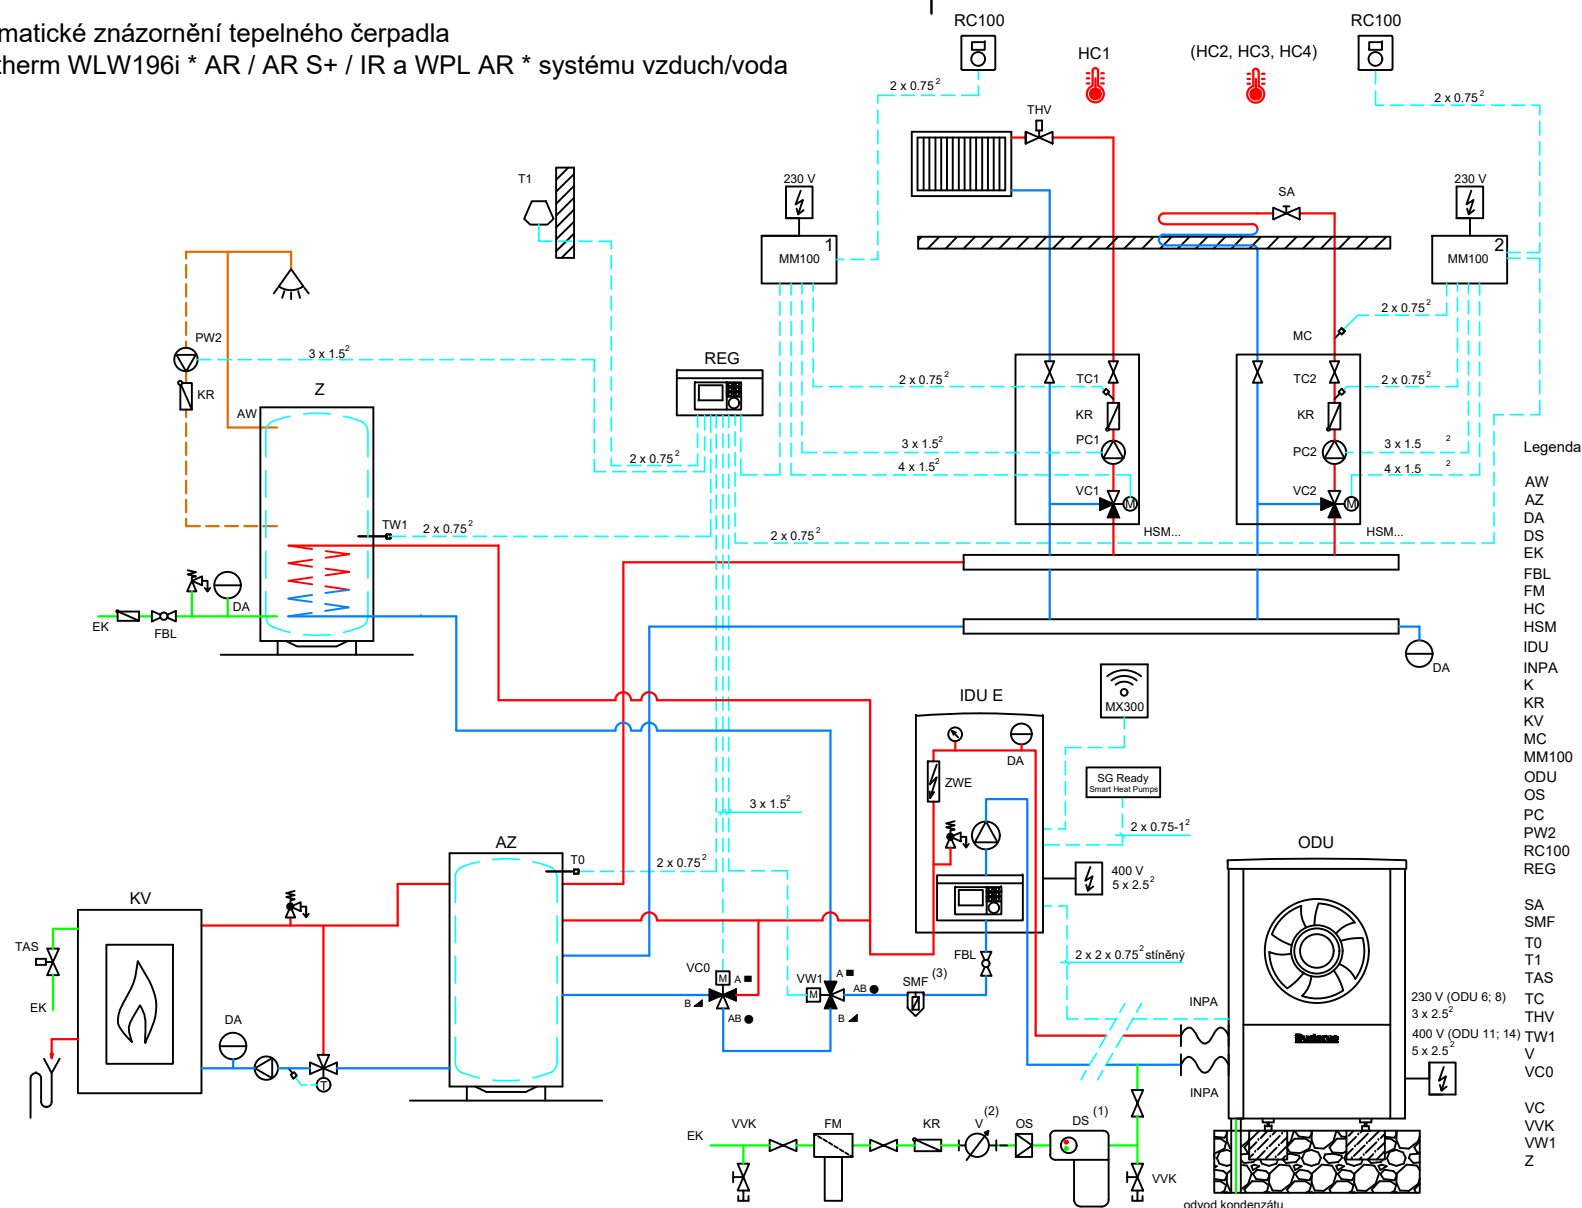 matické znázornění tepelného čerpadla
therm WLW196i * AR / AR S+ / IR a WPL AR * systému vzduch/voda
RC100
RC100
HC1
(HC2, HC3, HC4)
2 x 0.75²
2 x 0.75²
THV
T1
230 V
230 V
SA
1
MM100
2
MM100
PW2
3 x 1.5²
KR
Z
AW
REG
2 x 0.75²
MC
2 x 0.75²
TC1
TC2
2 x 0.75²
KR
KR
PC1
PC2
3 x 1.5²
3 x 1.5 ²
4 x 1.5²
4 x 1.5 ²
VC1
VC2
M
M
HSM...
HSM...
2 x 0.75²
TW1
2 x 0.75²
2 x 0.75²
EK
FBL
DA
DA
IDU E
MX300
DA
ZWE
SG Ready
Smart Heat Pumps
2 x 0.75-1²
400 V
5 x 2.5²
3 x 1.5²
AZ
T0
2 x 0.75²
KV
TAS
EK
DA
T
VC0
M
A
B
AB
VW1
M
A
AB
B
SMF (3)
FBL
2 x 2 x 0.75² stíněný
ODU
INPA
INPA
Buderus
230 V (ODU 6; 8)
3 x 2.5²
400 V (ODU 11; 14)
5 x 2.5²
EK
VVK
FM
KR
V (2)
OS
DS (1)
VVK
odvod kondenzátu
Legenda
AW
AZ
DA
DS
EK
FBL
FM
HC
HSM
IDU
INPA
K
KR
KV
MC
MM100
ODU
OS
PC
PW2
RC100
REG
SA
SMF
T0
T1
TAS
TC
THV
TW1
V
VC0
VC
VVK
VW1
Z